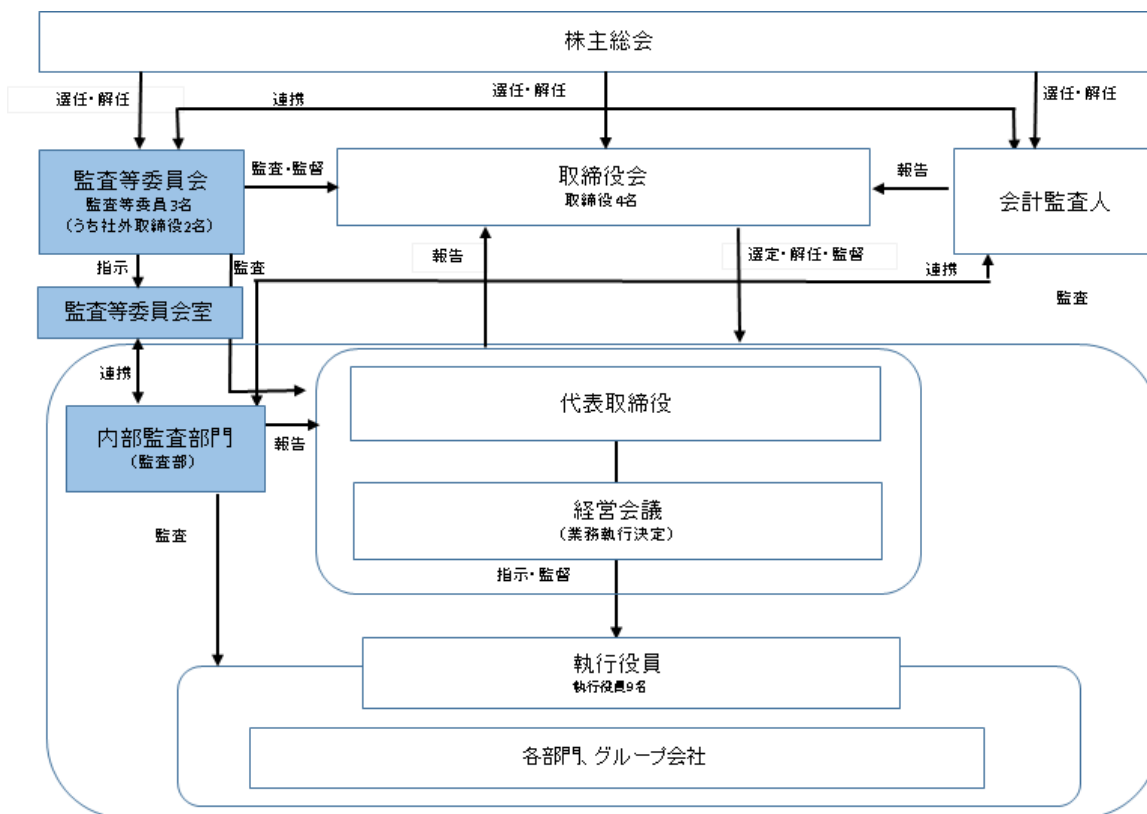 株主総会
選任・解任
連携
選任・解任
選任・解任
監査等委員会
監査等委員3名
(うち社外取締役2名)
監査・監督
取締役会
取締役4名
報告
会計監査人
指示
監査
報告
選定・解任・監督
連携
監査
監査等委員会室
連携
代表取締役
内部監査部門
(監査部)
報告
経営会議
(業務執行決定)
監査
指示・監督
執行役員
執行役員9名
各部門、グループ会社